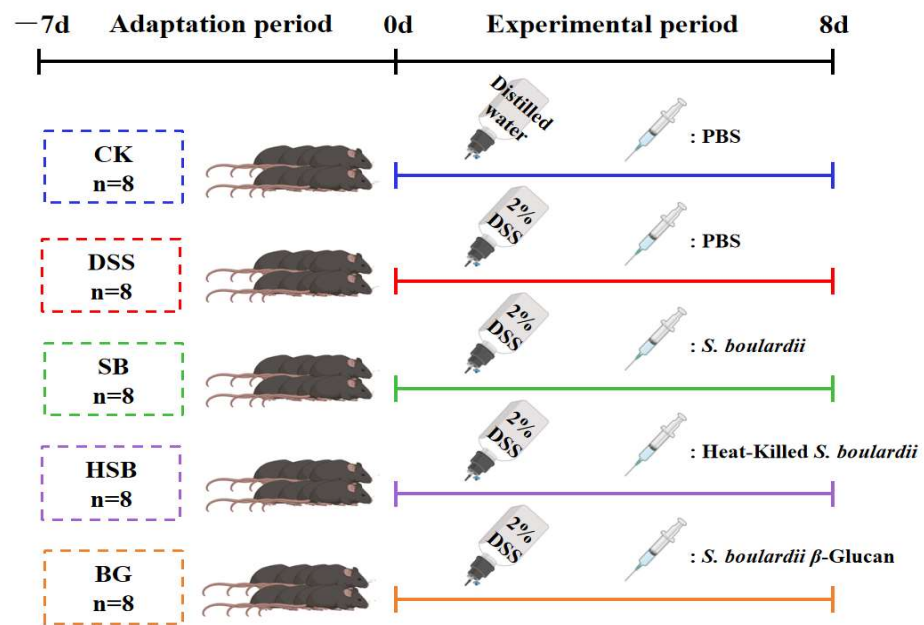 —7d Adaptation period 0d Experimental period 8d
CK
n=8
Distilled
water
: PBS
DSS
n=8
2%
DSS
: PBS
SB
n=8
2%
DSS
: S. boulardii
HSB
n=8
2%
DSS
: Heat-Killed S. boulardii
BG
n=8
2%
DSS
: S. boulardii β-Glucan